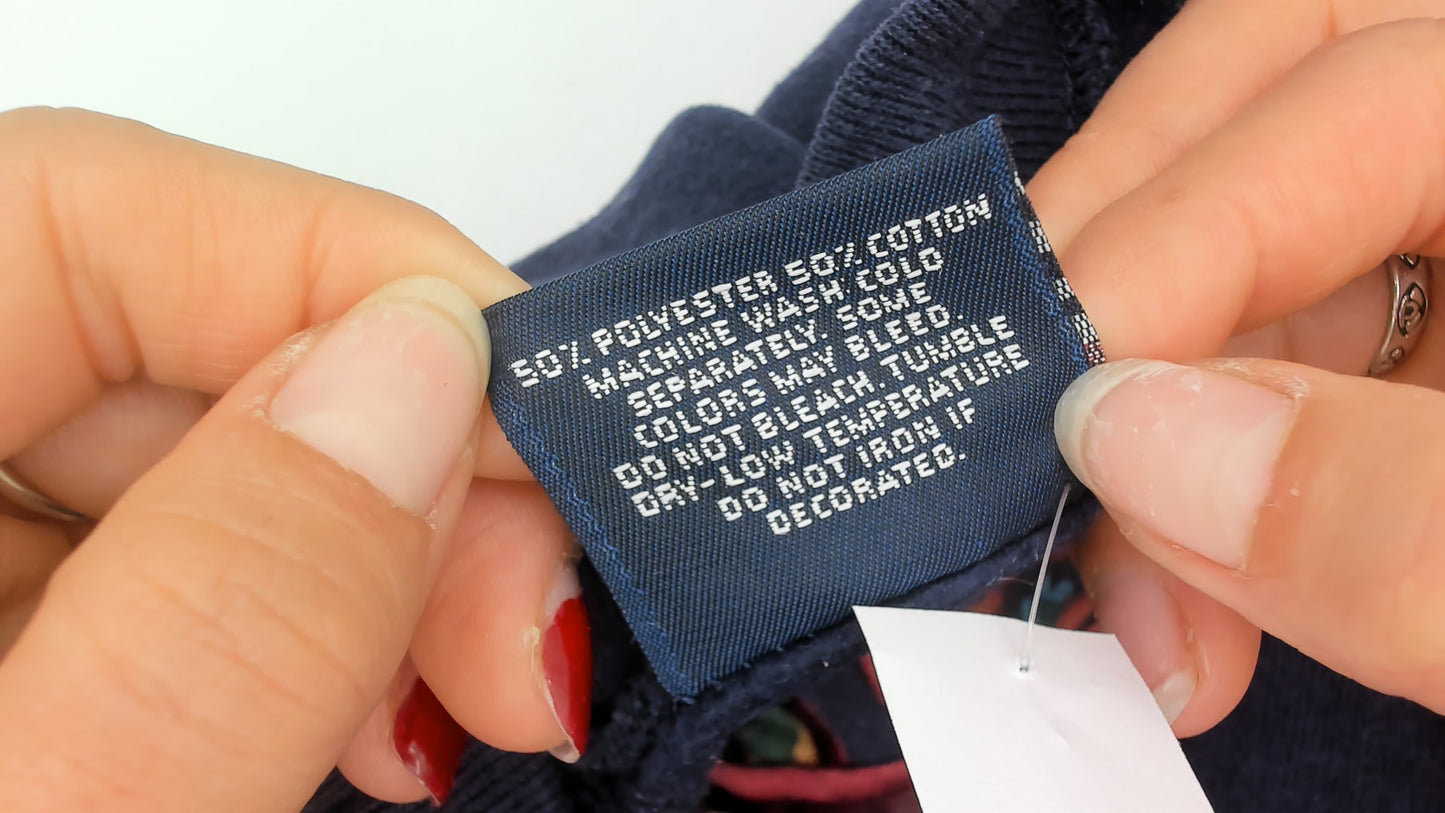 50% POLYESTER 50% COTTON
MACHINE WASH COLD
SEPARATELY. SOME
COLORS MAY BLEED.
DO NOT BLEACH. TUMBLE
DRY-LOW TEMPERATURE
DO NOT IRON IF
DECORATED.